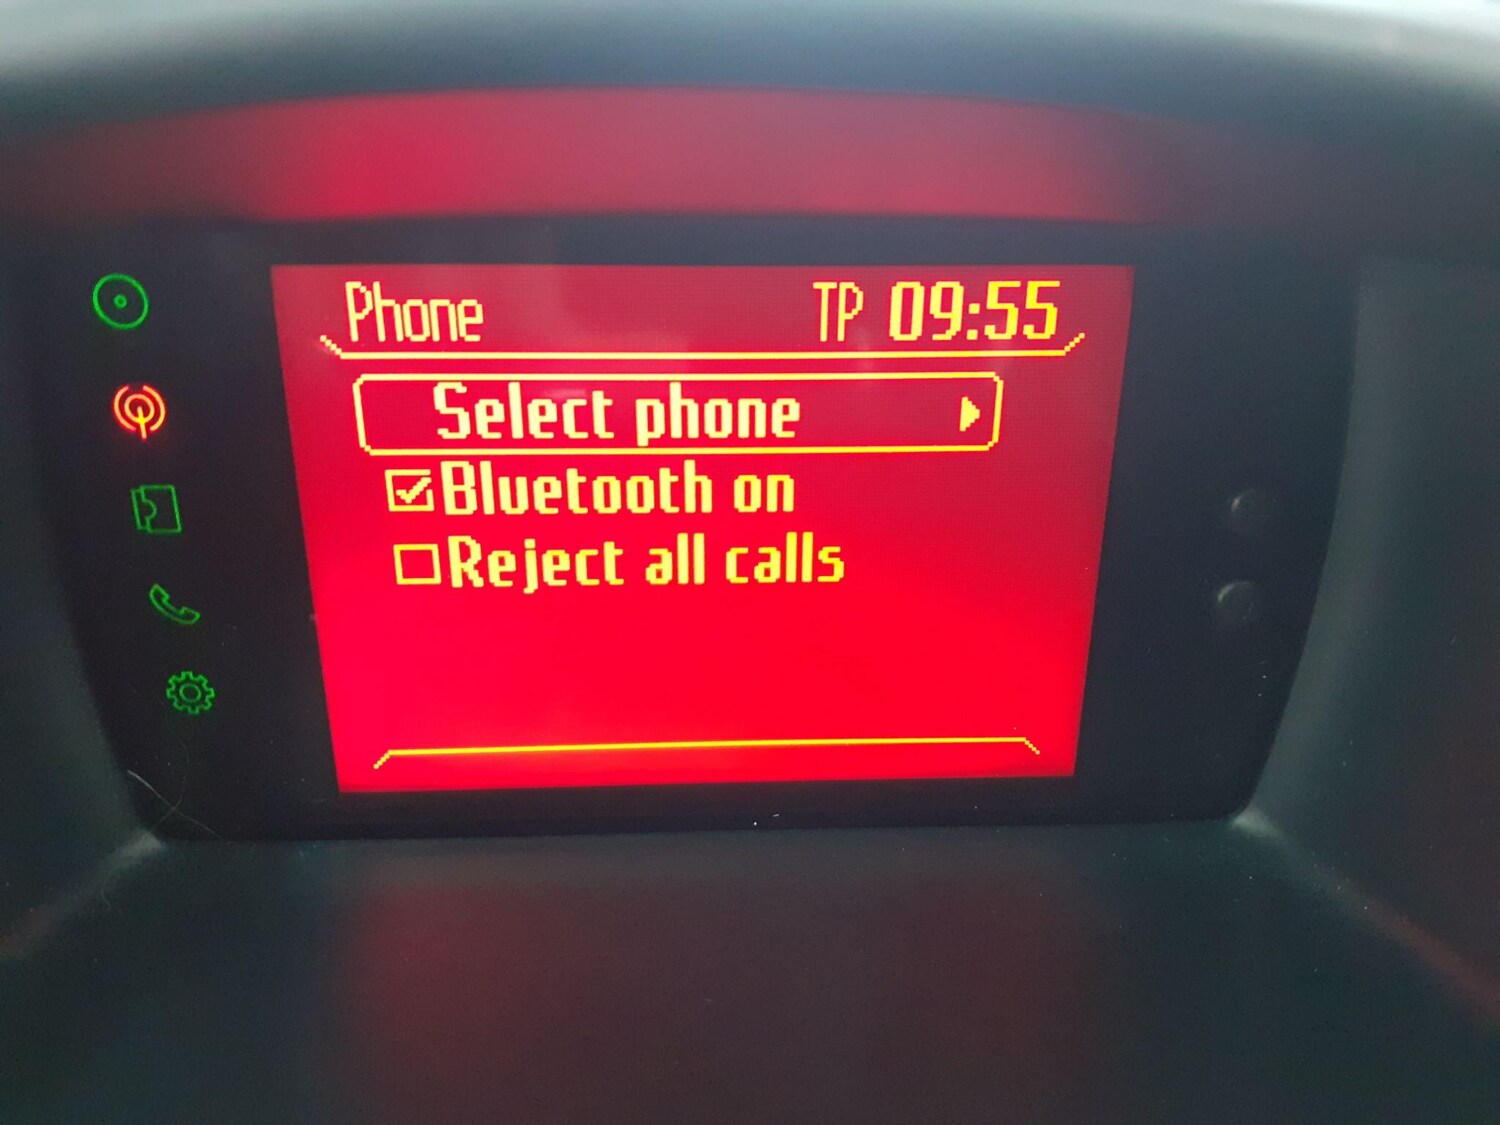 Phone TP 09:55
Select phone
Bluetooth on
Reject all calls